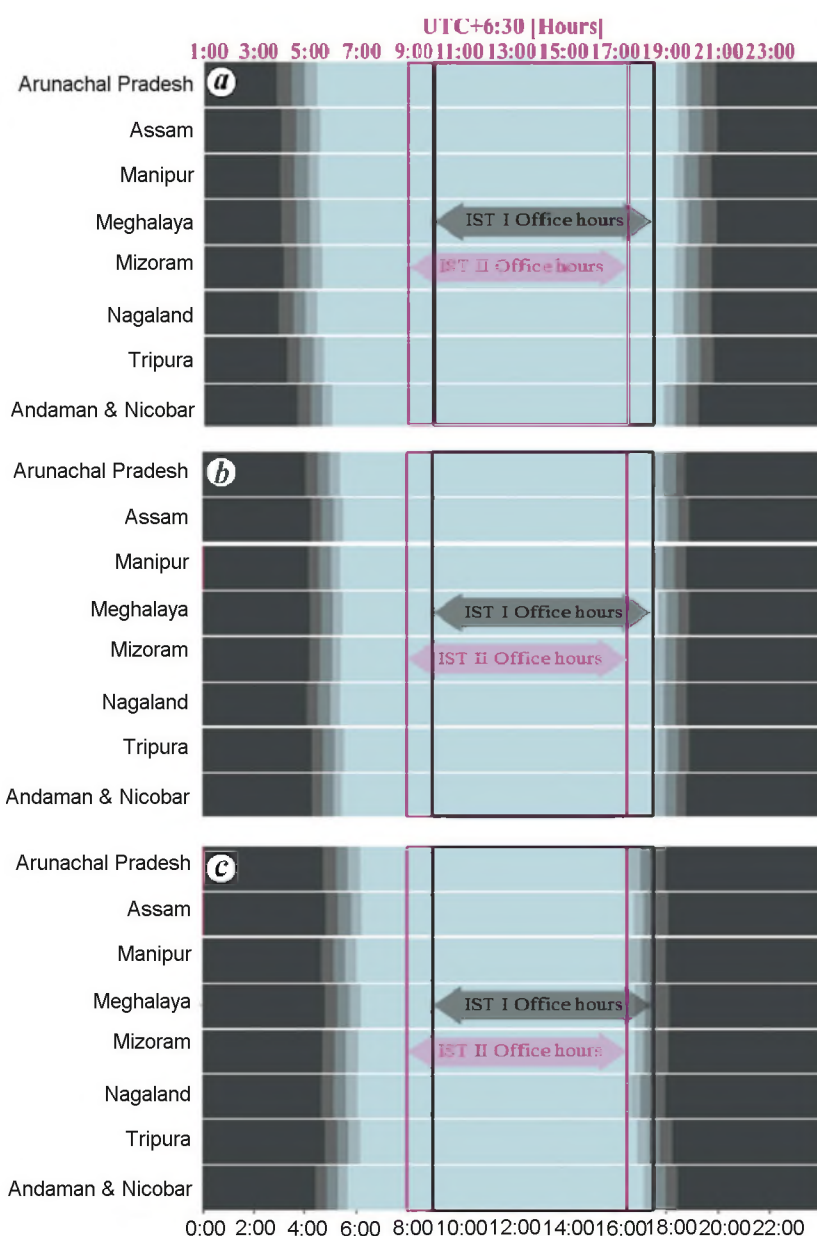 UTC+6:30 |Hours|
1:00 3:00 5:00 7:00 9:00 11:00 13:00 15:00 17:00 19:00 21:00 23:00
a
Arunachal Pradesh
Assam
Manipur
Meghalaya
IST I Office hours
Mizoram
IST II Office hours
Nagaland
Tripura
Andaman & Nicobar
b
Arunachal Pradesh
Assam
Manipur
Meghalaya
IST I Office hours
Mizoram
IST II Office hours
Nagaland
Tripura
Andaman & Nicobar
c
Arunachal Pradesh
Assam
Manipur
Meghalaya
IST I Office hours
Mizoram
IST II Office hours
Nagaland
Tripura
Andaman & Nicobar
0:00 2:00 4:00 6:00 8:00 10:00 12:00 14:00 16:00 18:00 20:00 22:00